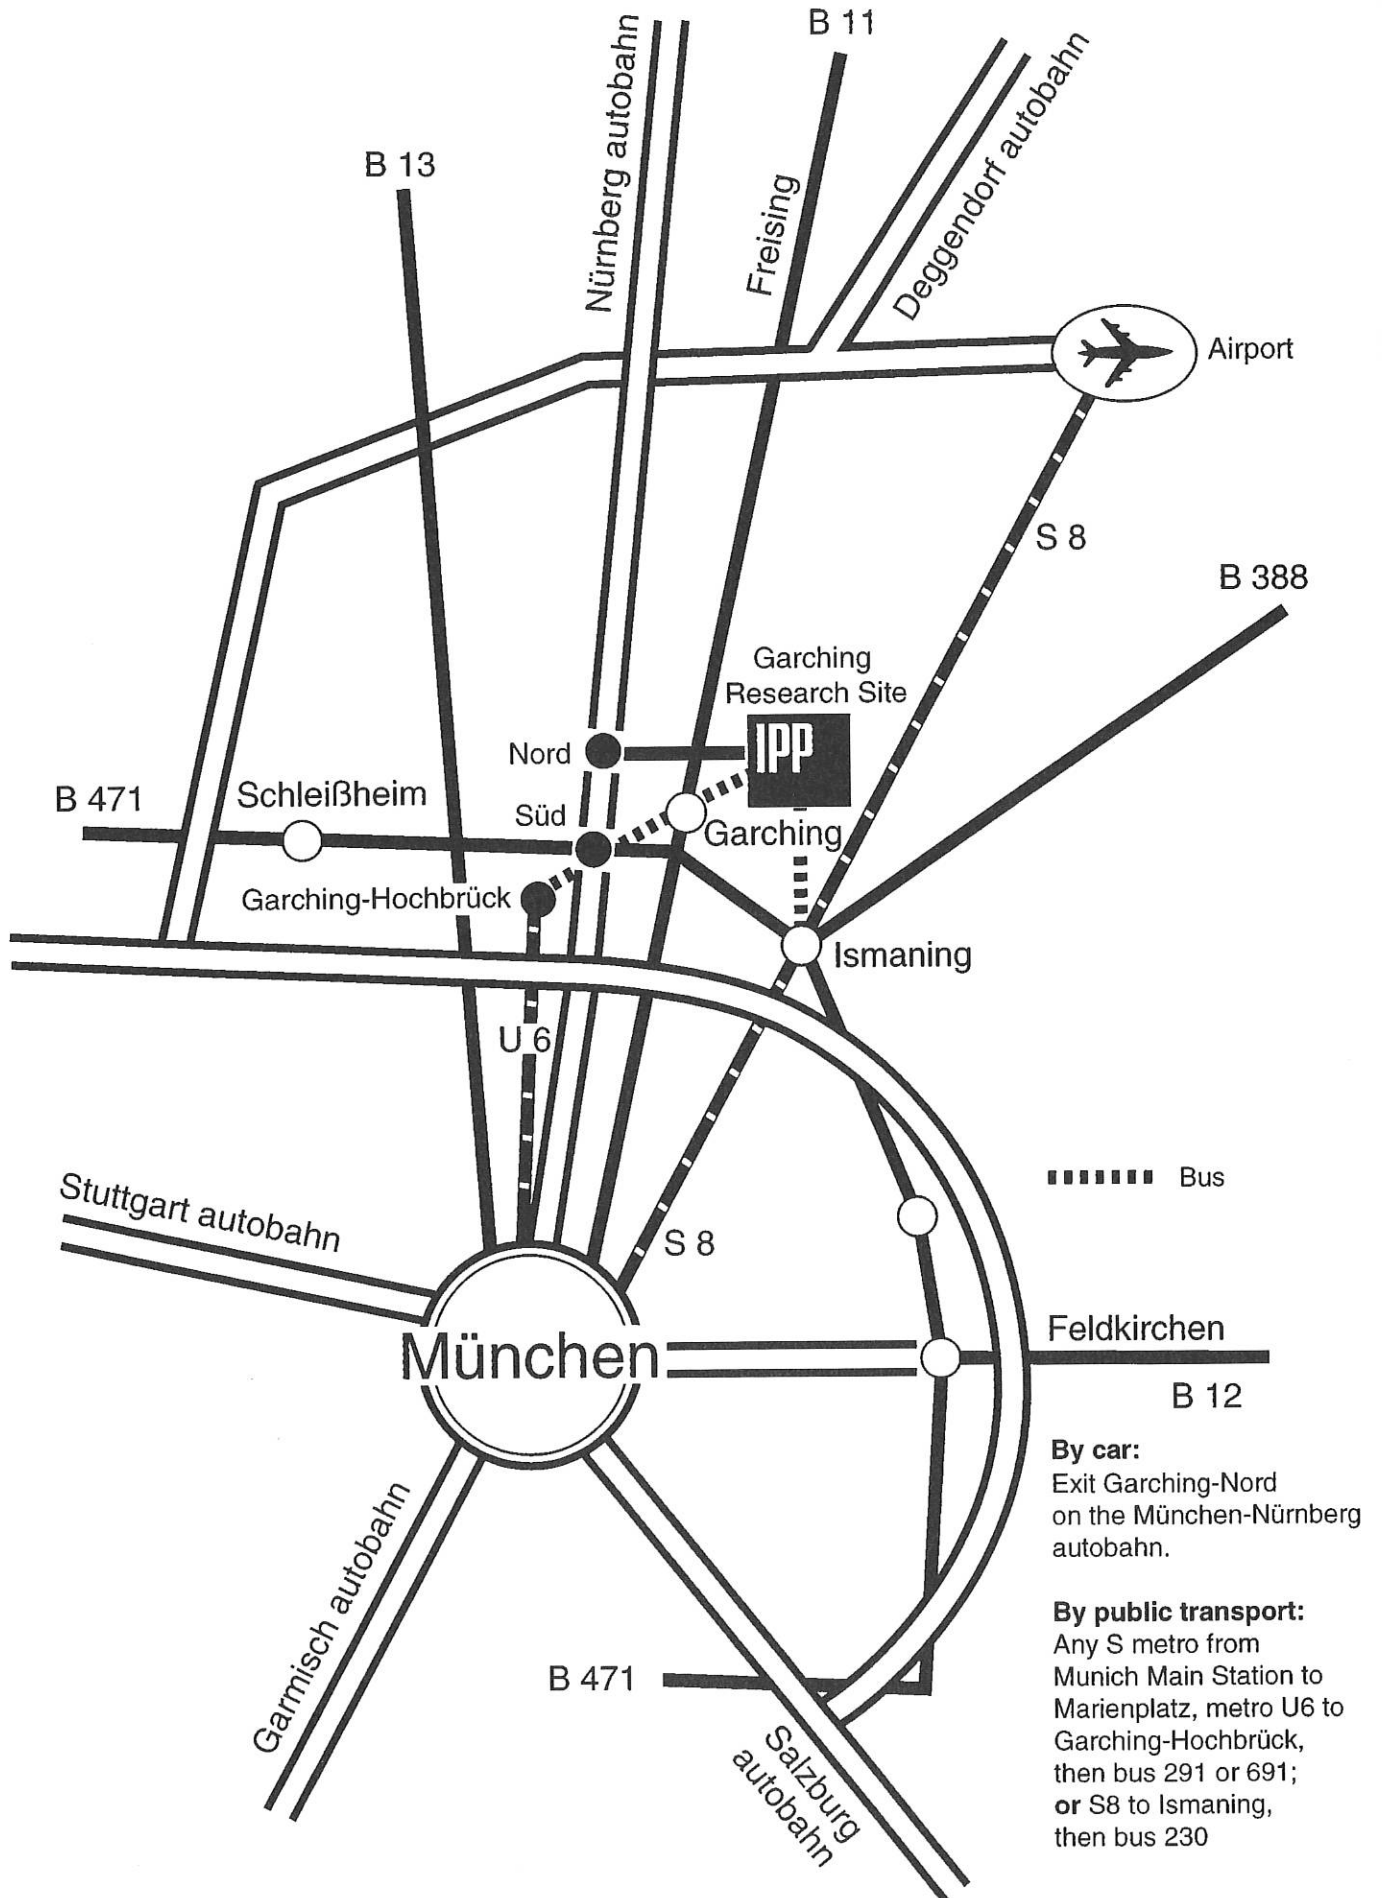 B 11
Nürnberg autobahn
Deggendorf autobahn
B 13
Freising
Airport
S 8
B 388
Garching
Research Site
IPP
Nord
B 471
Schleißheim
Süd
Garching
Garching-Hochbrück
Ismaning
U 6
Stuttgart autobahn
Bus
S 8
München
Feldkirchen
B 12
By car:
Exit Garching-Nord
on the München-Nürnberg
autobahn.
Garmisch autobahn
By public transport:
Any S metro from
Munich Main Station to
Marienplatz, metro U6 to
Garching-Hochbrück,
then bus 291 or 691;
or S8 to Ismaning,
then bus 230
B 471
Salzburg
autobahn